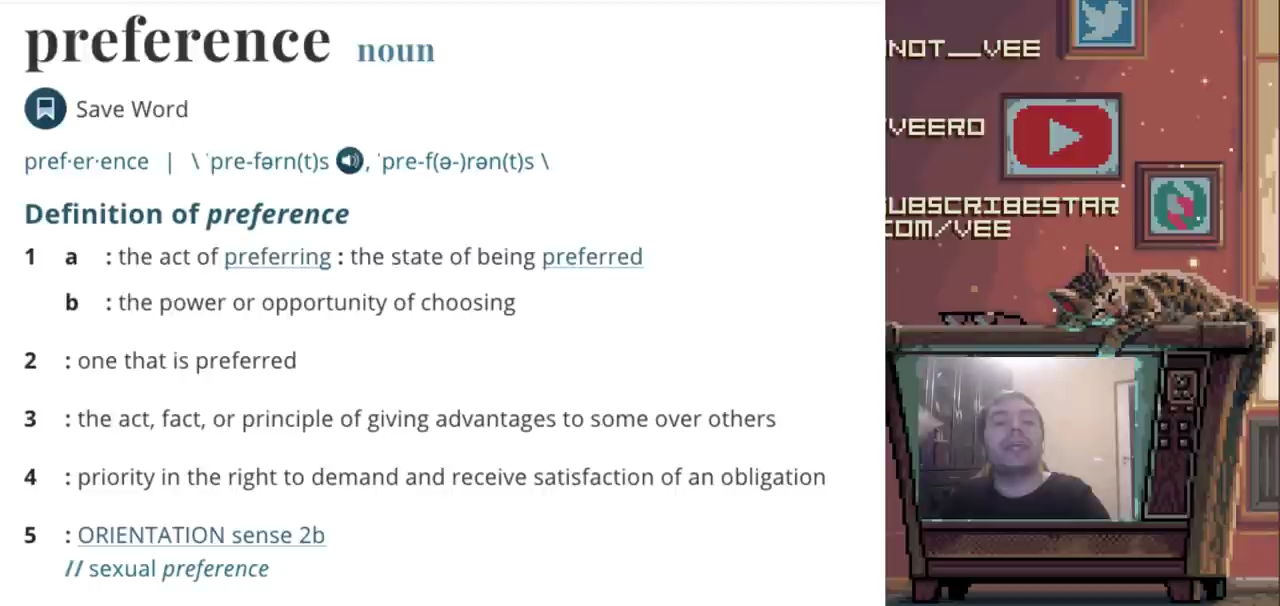 preference noun
Save Word
pref·er·ence | \ ˈpre-fərn(t)s , ˈpre-f(ə-)rən(t)s \
Definition of preference
1 a : the act of preferring : the state of being preferred
b : the power or opportunity of choosing
2 : one that is preferred
3 : the act, fact, or principle of giving advantages to some over others
4 : priority in the right to demand and receive satisfaction of an obligation
5 : ORIENTATION sense 2b
// sexual preference
NOT__VEE
/VEERO
UBSCRIBESTAR
COM/VEE